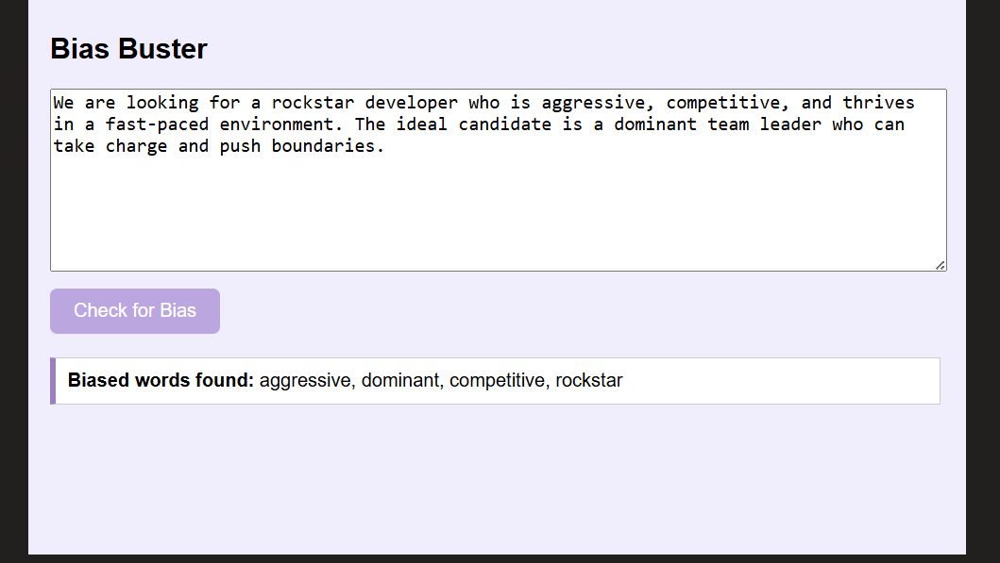 Bias Buster
We are looking for a rockstar developer who is aggressive, competitive, and thrives
in a fast-paced environment. The ideal candidate is a dominant team leader who can
take charge and push boundaries.
Check for Bias
Biased words found: aggressive, dominant, competitive, rockstar